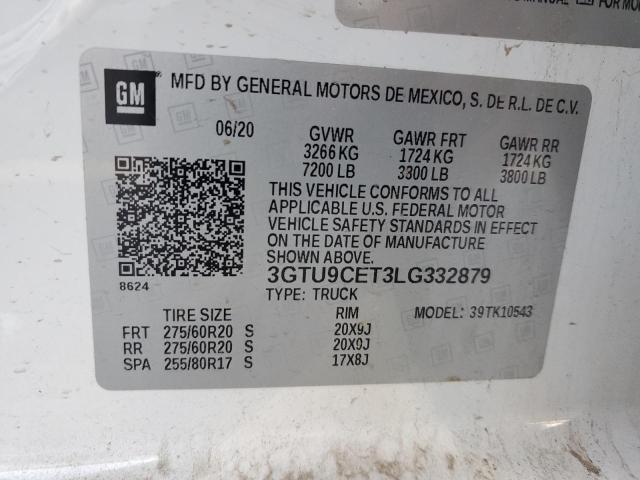 MANUAL FOR MO
GM MFD BY GENERAL MOTORS DE MEXICO, S. DE R.L. DE C.V.
06/20 GVWR GAWR FRT GAWR RR
3266 KG 1724 KG 1724 KG
7200 LB 3300 LB 3800 LB
THIS VEHICLE CONFORMS TO ALL
APPLICABLE U.S. FEDERAL MOTOR
VEHICLE SAFETY STANDARDS IN EFFECT
ON THE DATE OF MANUFACTURE
SHOWN ABOVE.
8624 3GTU9CET3LG332879
TYPE: TRUCK MODEL: 39TK10543
TIRE SIZE RIM
FRT 275/60R20 S 20X9J
RR 275/60R20 S 20X9J
SPA 255/80R17 S 17X8J